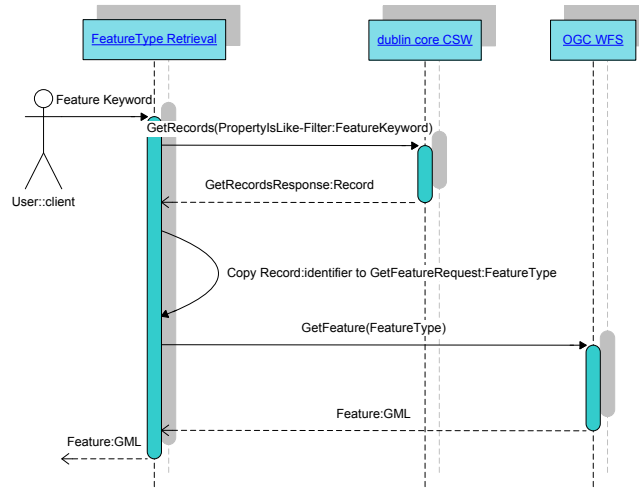 FeatureType Retrieval
dublin core CSW
OGC WFS
Feature Keyword
GetRecords(PropertyIsLike-Filter:FeatureKeyword)
GetRecordsResponse:Record
User::client
Copy Record:identifier to GetFeatureRequest:FeatureType
GetFeature(FeatureType)
Feature:GML
Feature:GML